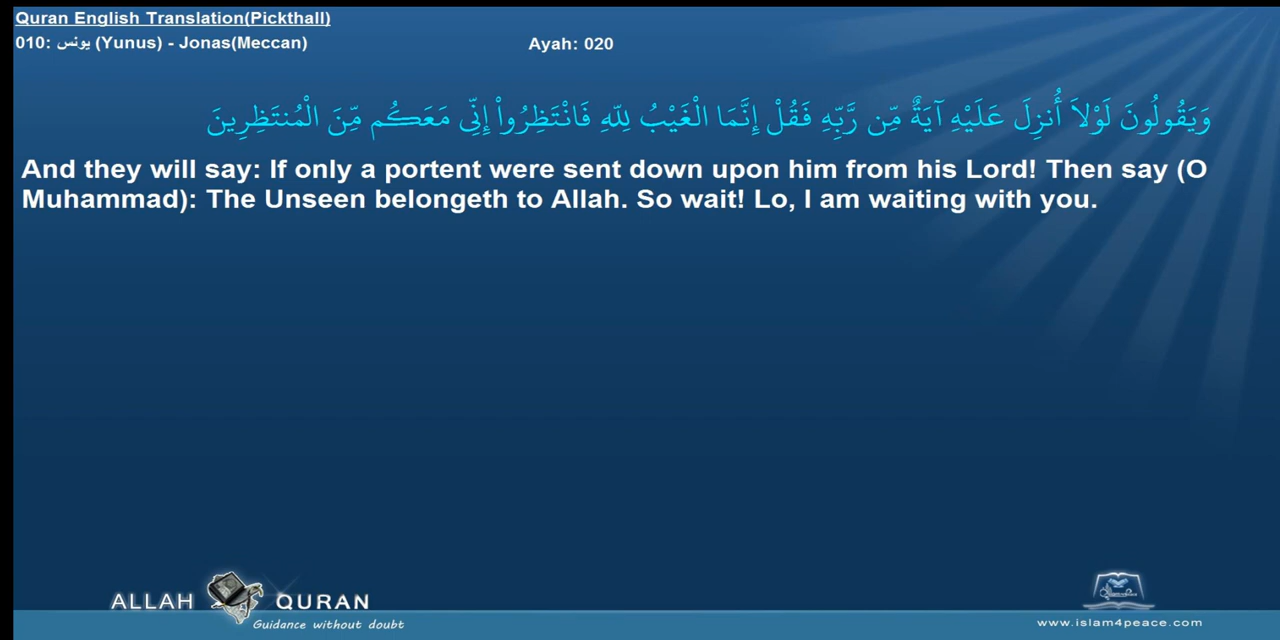 Quran English Translation(Pickthall)
010: يونس (Yunus) - Jonas(Meccan)
Ayah: 020
وَيَقُولُونَ لَوْلاَ أُنزِلَ عَلَيْهِ آيَةٌ مِّن رَّبِّهِ فَقُلْ إِنَّمَا الْغَيْبُ لِلّهِ فَانْتَظِرُواْ إِنِّي مَعَكُم مِّنَ الْمُنتَظِرِينَ
And they will say: If only a portent were sent down upon him from his Lord! Then say (O
Muhammad): The Unseen belongeth to Allah. So wait! Lo, I am waiting with you.
ALLAH QURAN
Guidance without doubt
www.islam4peace.com